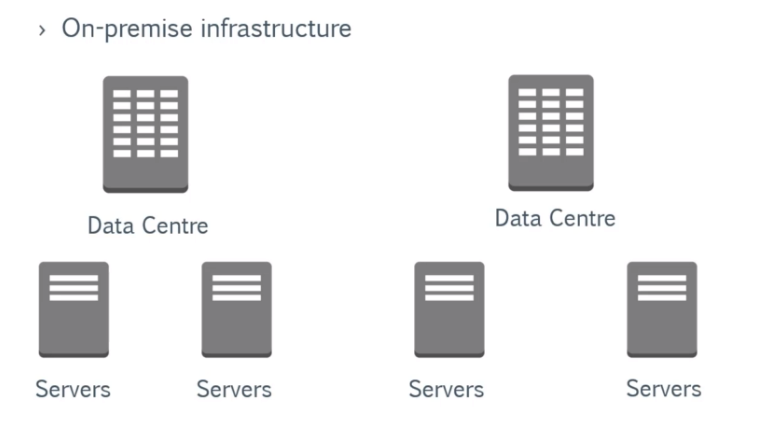 › On-premise infrastructure
Data Centre
Data Centre
Servers
Servers
Servers
Servers